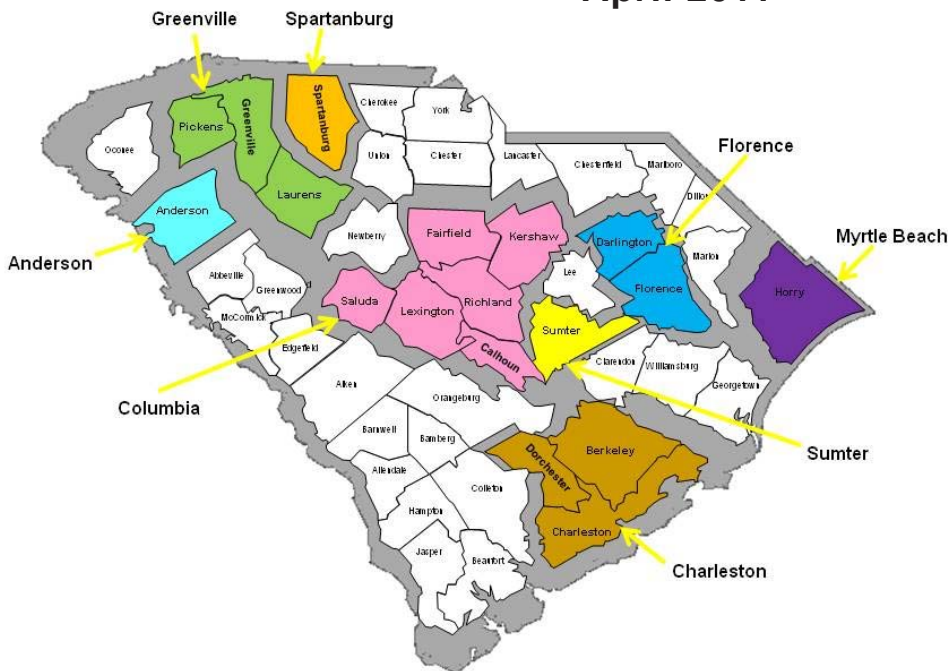 Greenville
Spartanburg
Cherokee
York
Spartanburg
Greenville
Pickens
Oconee
Union
Chester
Lancaster
Chesterfield
Marlboro
Florence
Dillon
Laurens
Anderson
Newberry
Fairfield
Kershaw
Darlington
Marion
Myrtle Beach
Anderson
Abbeville
Greenwood
Lee
Florence
Horry
Saluda
Lexington
Richland
McCormick
Sumter
Edgefield
Calhoun
Clarendon
Williamsburg
Georgetown
Columbia
Aiken
Orangeburg
Barnwell
Bamberg
Dorchester
Berkeley
Sumter
Allendale
Colleton
Hampton
Charleston
Jasper
Beaufort
Charleston